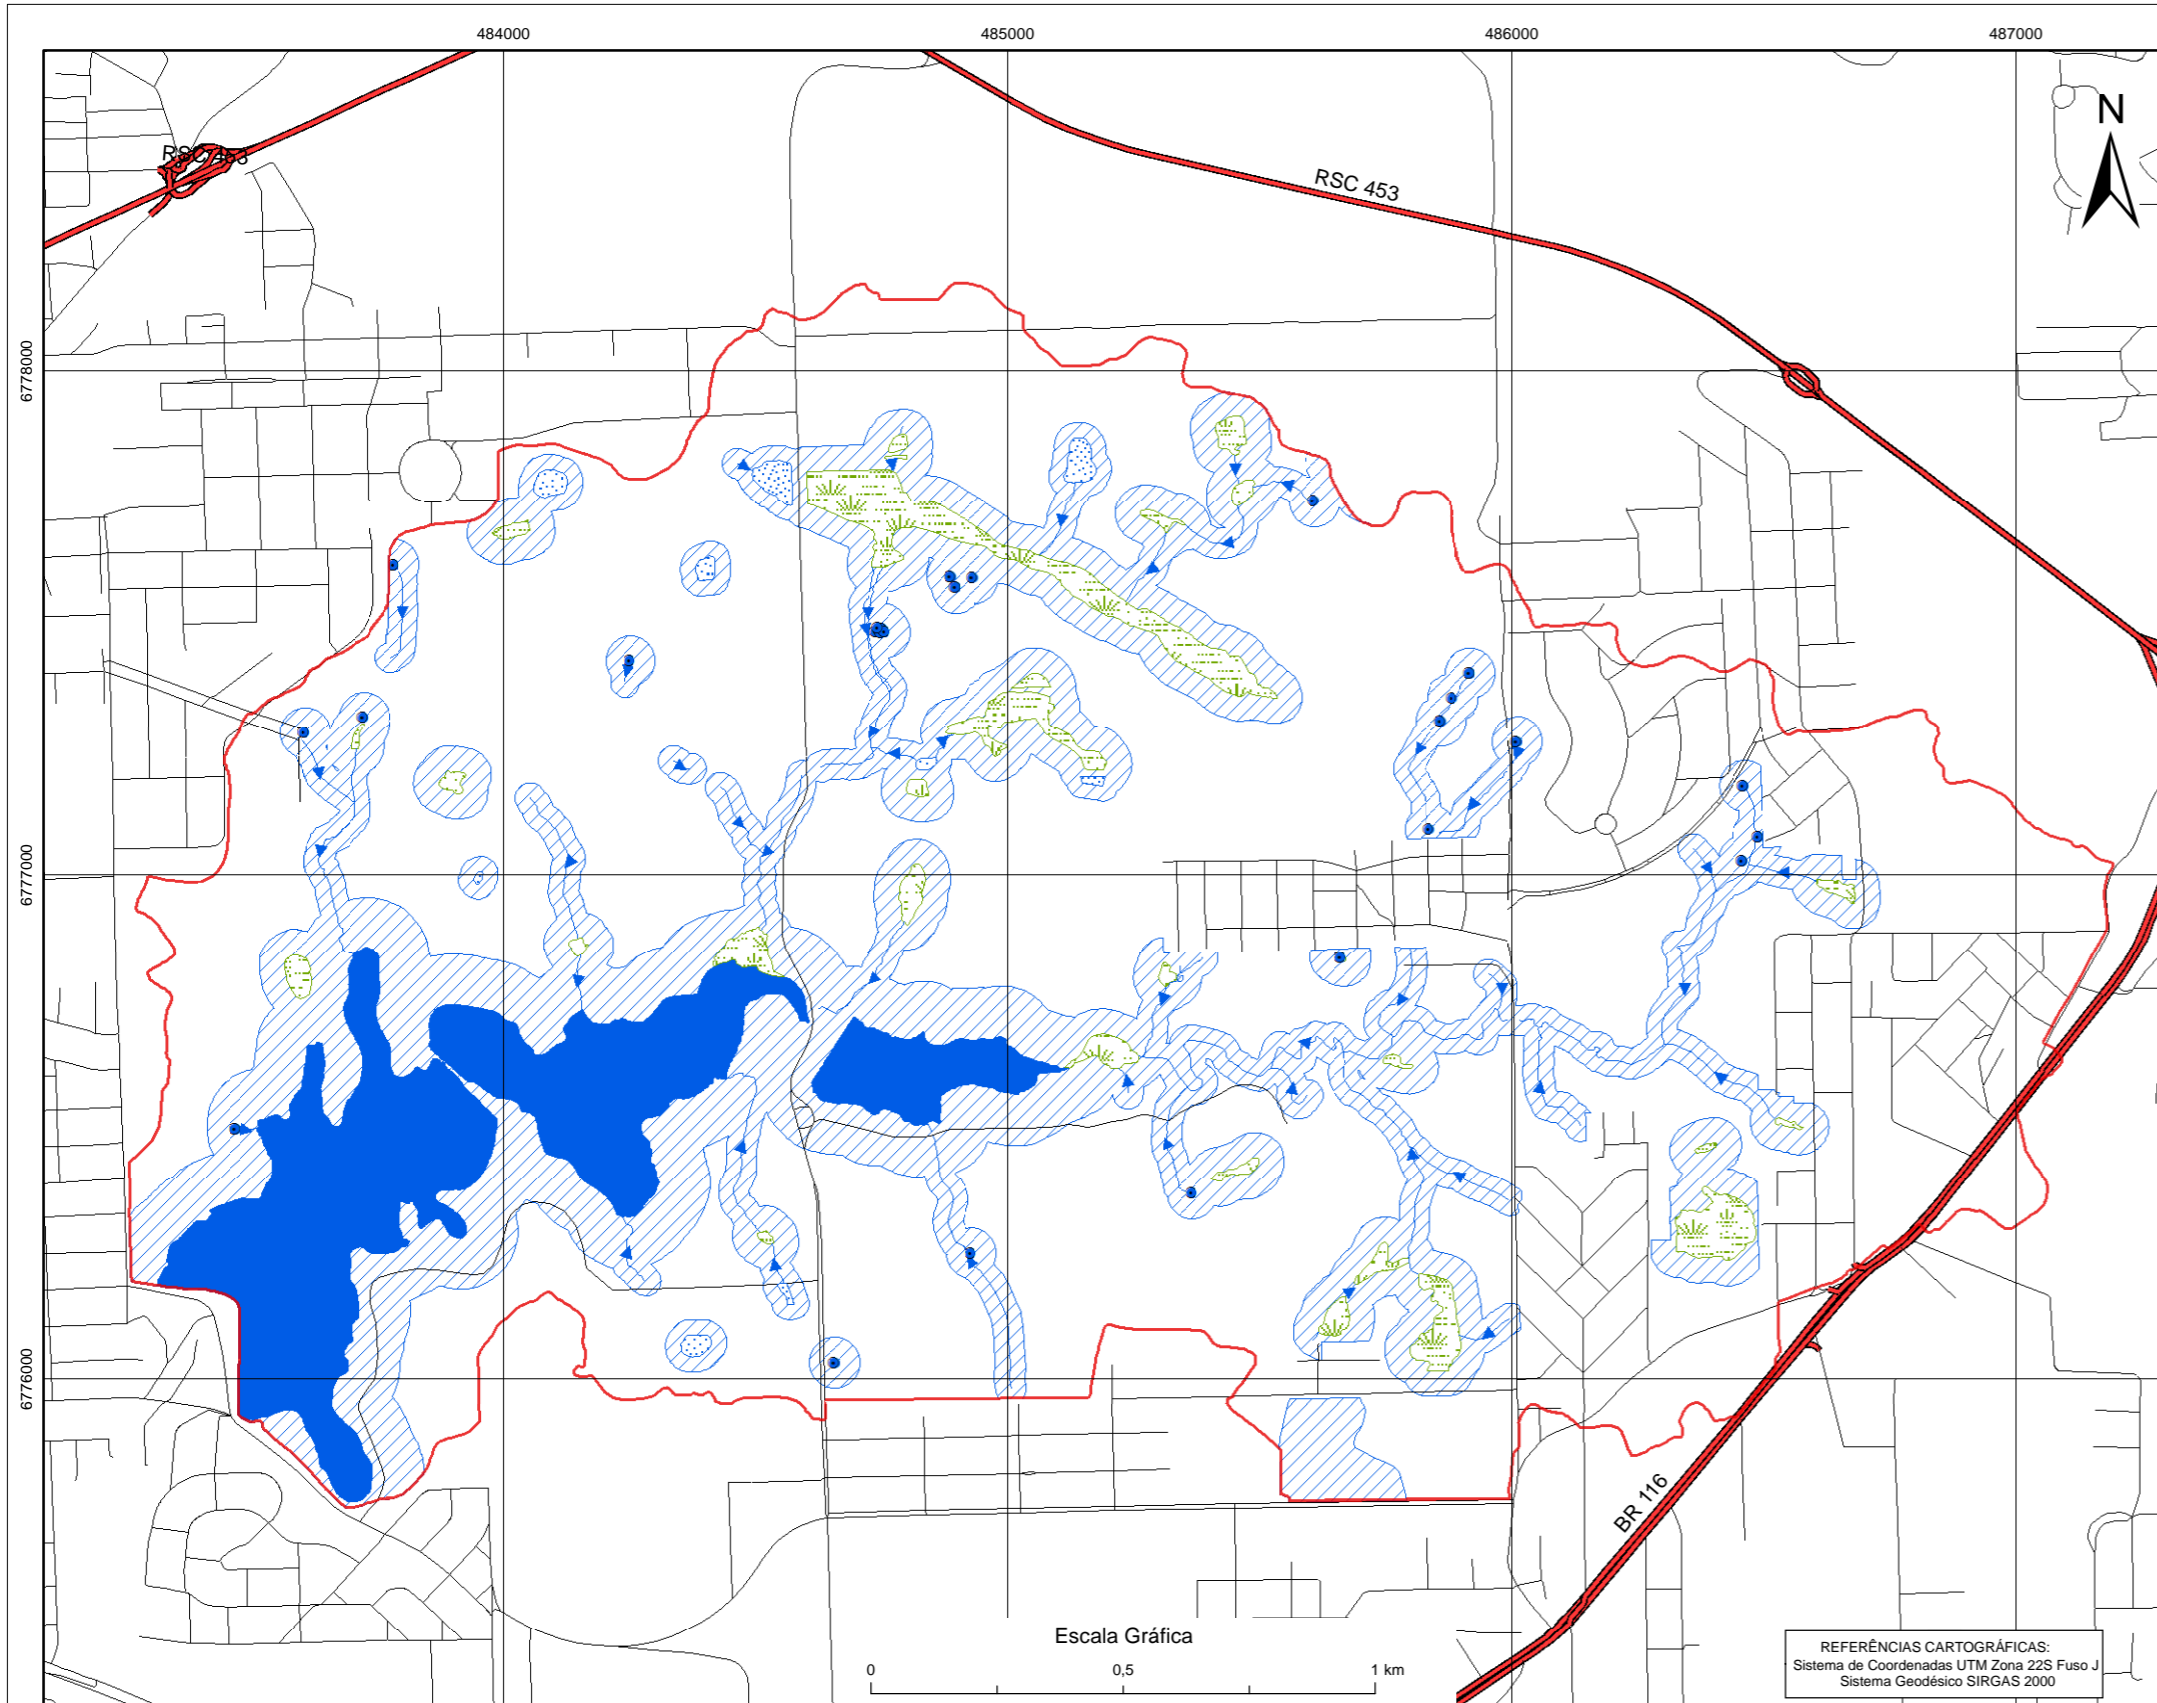 484000
485000
486000
487000
N
RSC 453
RSC 453
6778000
6777000
6776000
BR 116
Escala Gráfica
0
0,5
1 km
REFERÊNCIAS CARTOGRÁFICAS:
Sistema de Coordenadas UTM Zona 22S Fuso J
Sistema Geodésico SIRGAS 2000